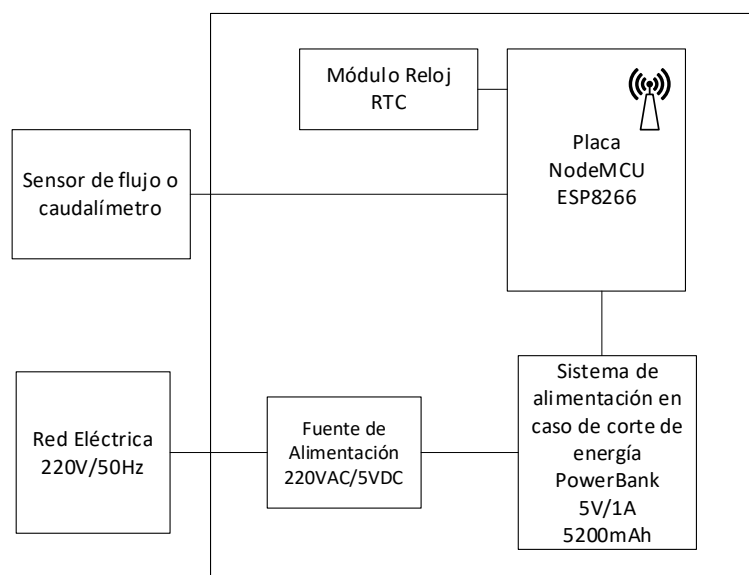 Módulo Reloj
RTC
Placa
NodeMCU
ESP8266
Sensor de flujo o
caudalímetro
Red Eléctrica
220V/50Hz
Fuente de
Alimentación
220VAC/5VDC
Sistema de
alimentación en
caso de corte de
energía
PowerBank
5V/1A
5200mAh